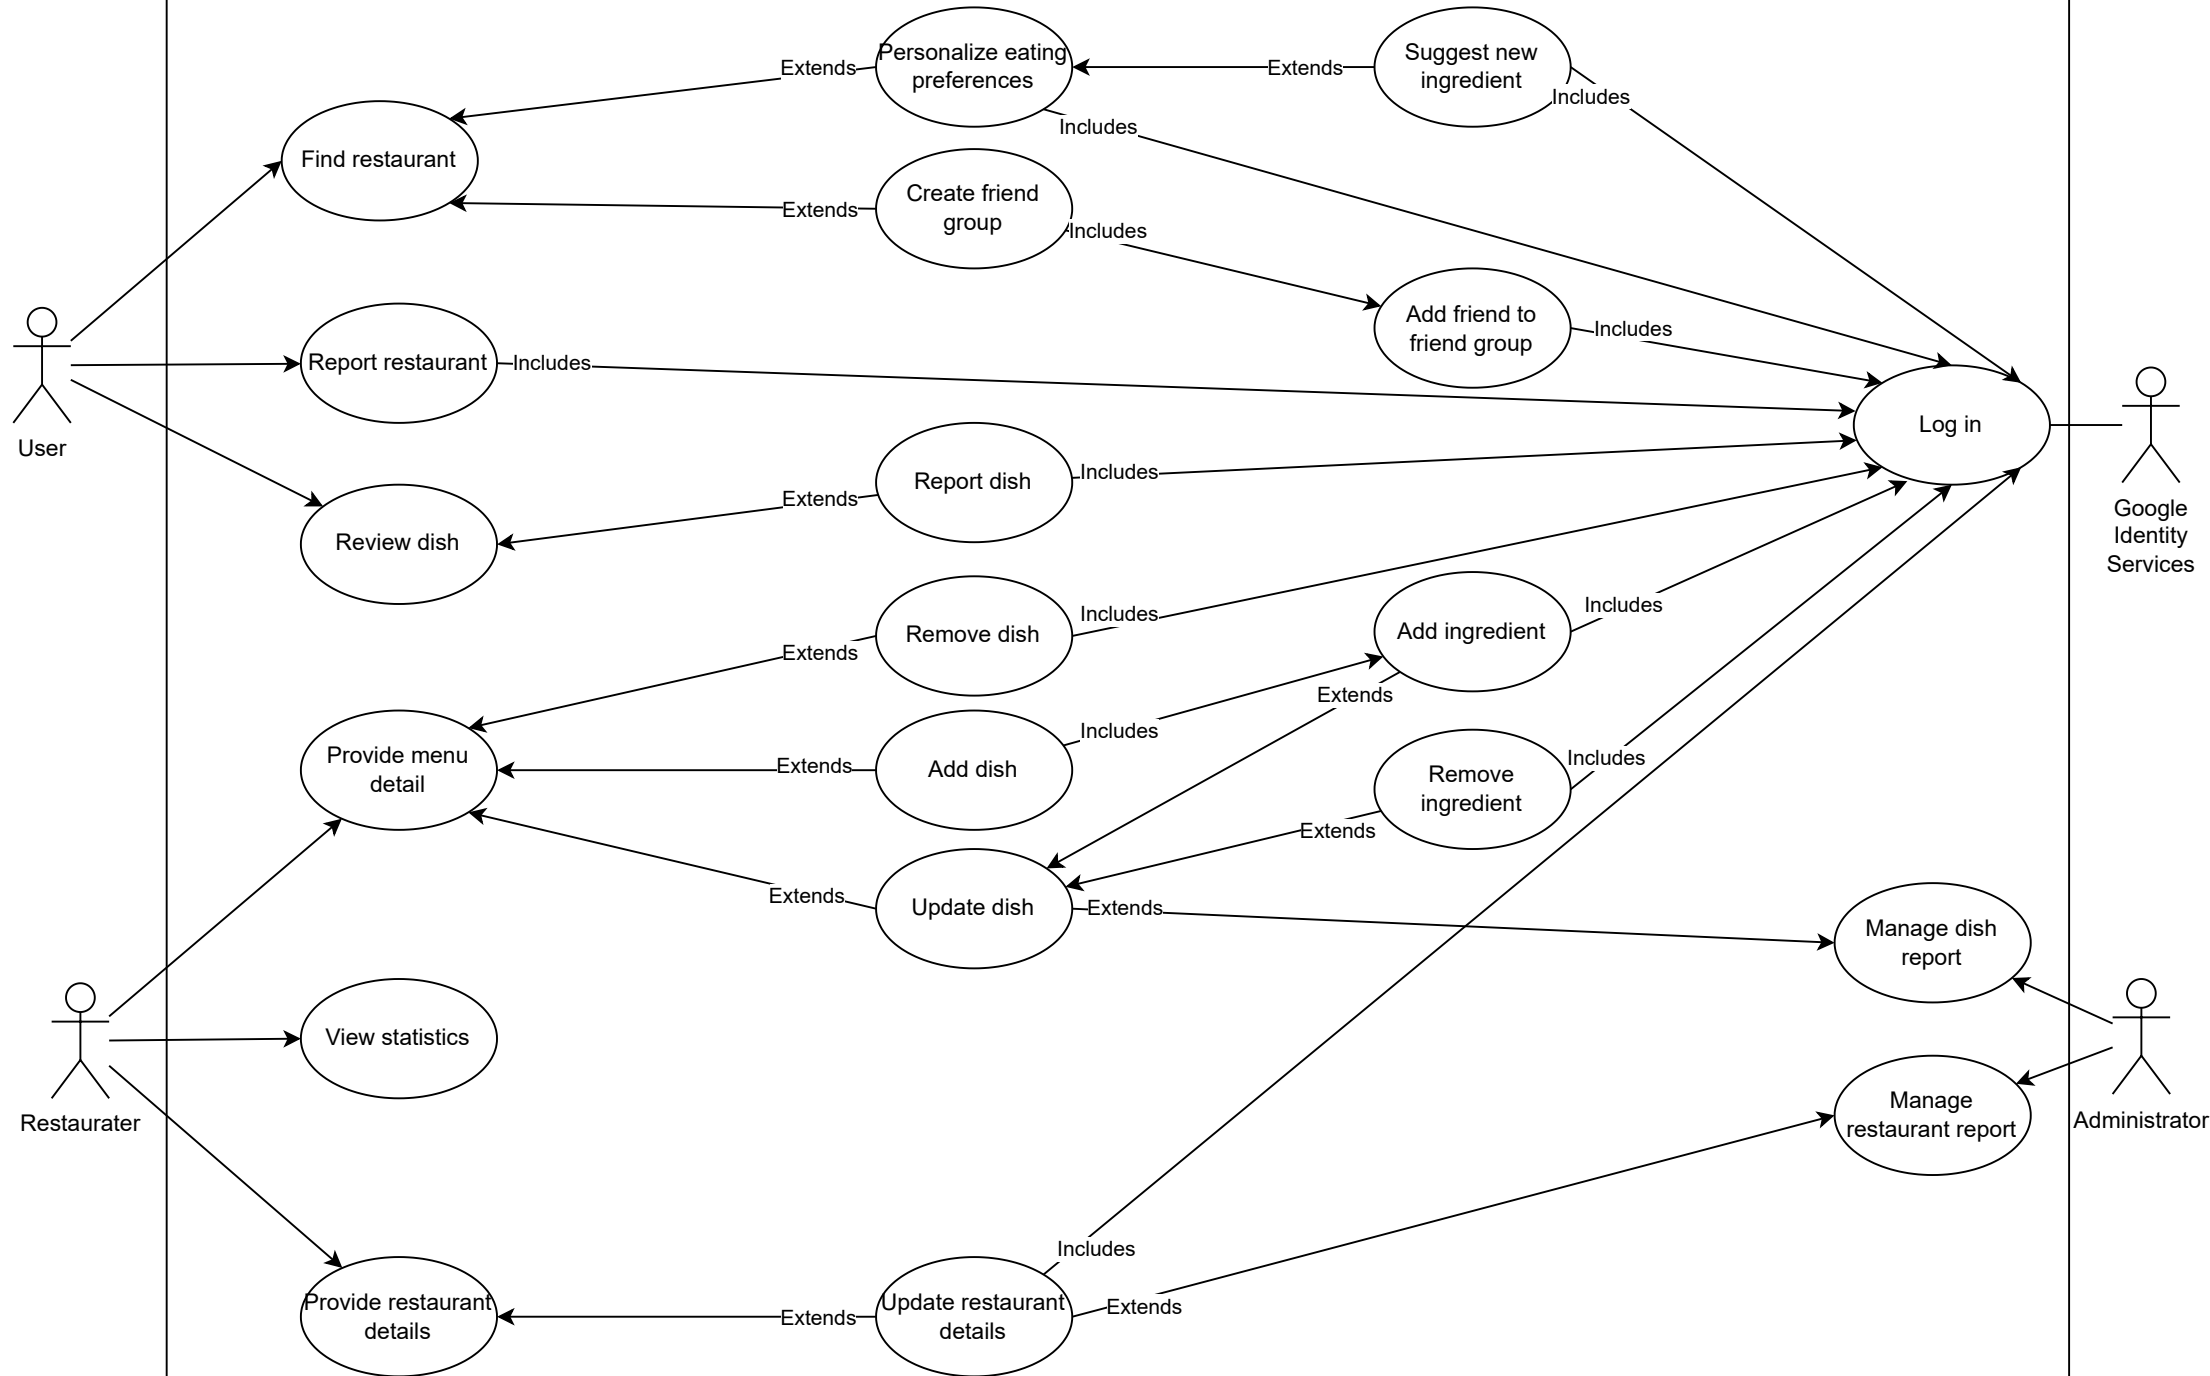 Personalize eating
preferences
Extends
Extends
Suggest new
ingredient
Includes
Includes
Find restaurant
Create friend
group
Extends
Includes
Add friend to
friend group
Includes
Report restaurant
Includes
User
Log in
Google
Identity
Services
Report dish
Includes
Extends
Review dish
Remove dish
Includes
Extends
Add ingredient
Includes
Extends
Provide menu
detail
Extends
Add dish
Includes
Remove
ingredient
Includes
Extends
Extends
Update dish
Extends
Manage dish
report
View statistics
Restaurater
Manage
restaurant report
Administrator
Includes
Provide restaurant
details
Extends
Update restaurant
details
Extends